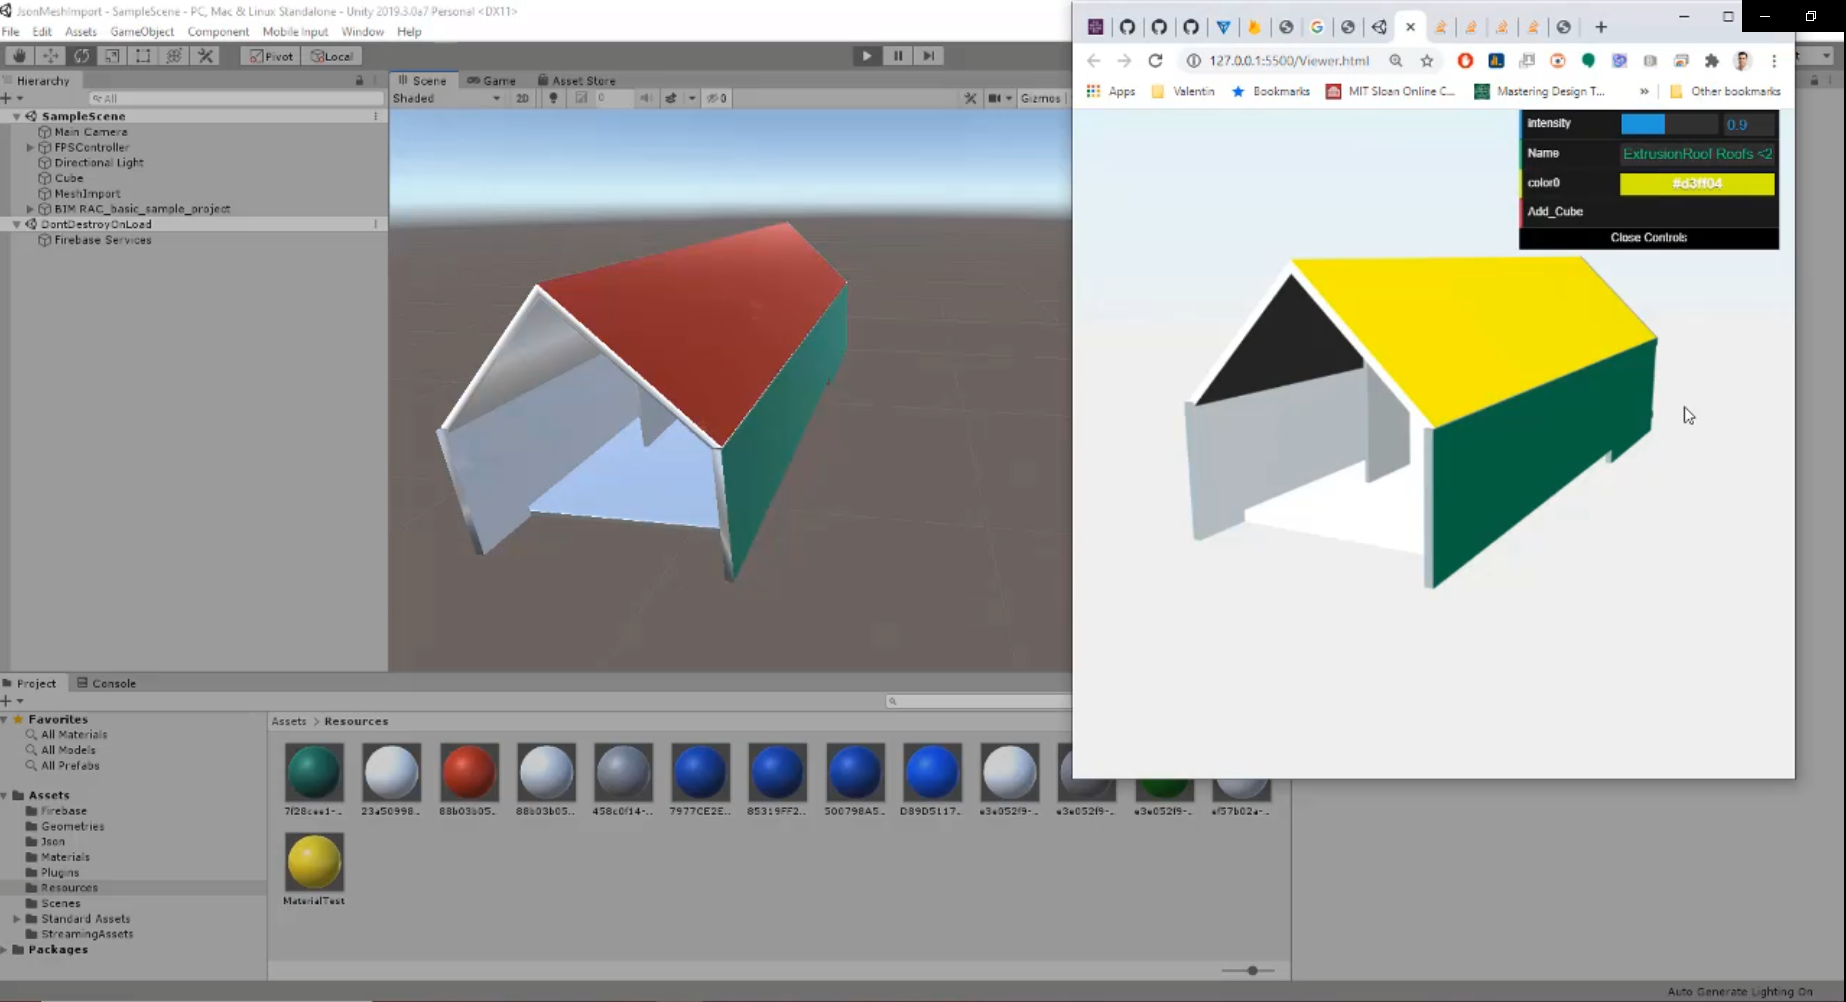 JsonMeshImport - SampleScene - PC, Mac & Linux Standalone - Unity 2019.3.0a7 Personal <DX11>
File Edit Assets GameObject Component Mobile Input Window Help
Pivot Local
Hierarchy
All
SampleScene
Main Camera
FPSController
Directional Light
Cube
MeshImport
BIM RAC_basic_sample_project
DontDestroyOnLoad
Firebase Services
Scene Game Asset Store
Shaded 2D 0 0 Gizmos
127.0.0.1:5500/Viewer.html
Apps Valentin Bookmarks MIT Sloan Online C... Mastering Design T... » Other bookmarks
intensity 0.9
Name ExtrusionRoof Roofs <2
color0 #d3ff04
Add_Cube
Close Controls
Project Console
Favorites
All Materials
All Models
All Prefabs
Assets
Firebase
Geometries
Json
Materials
Plugins
Resources
Scenes
Standard Assets
StreamingAssets
Packages
Assets > Resources
7f28cee1-.. 23a50998.. 88b03b05.. 88b03b05.. 458c0f14-.. 7977CE2E.. 85319FF2.. 500798A5.. D89D5117.. e3e052f9-.. e3e052f9-.. e3e052f9-.. ef57b02a-..
MaterialTest
Auto Generate Lighting On